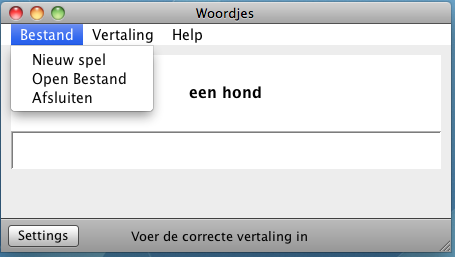 Woordjes
Bestand Vertaling Help
Nieuw spel
Open Bestand
Afsluiten
een hond
Settings
Voer de correcte vertaling in